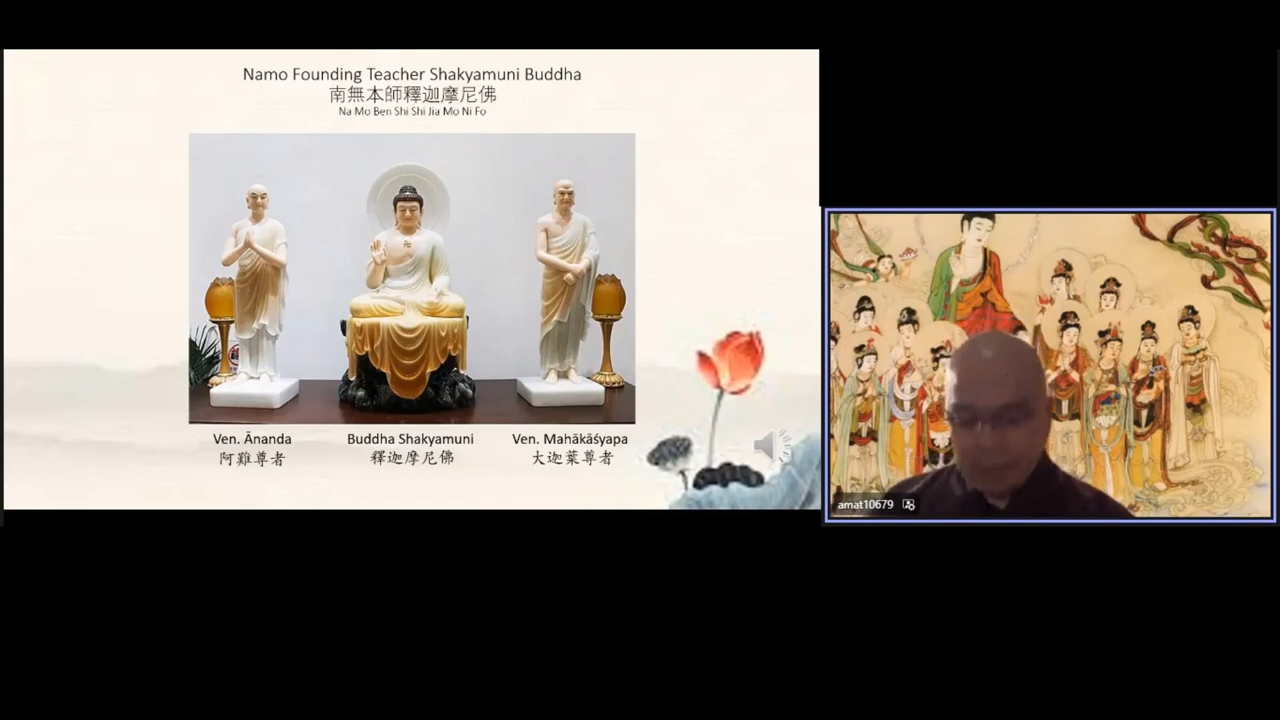 Namo Founding Teacher Shakyamuni Buddha
南無本師釋迦摩尼佛
Na Mo Ben Shi Shi Jia Mo Ni Fo
Ven. Ānanda
阿難尊者
Buddha Shakyamuni
釋迦摩尼佛
Ven. Mahākāśyapa
大迦葉尊者
amat10679